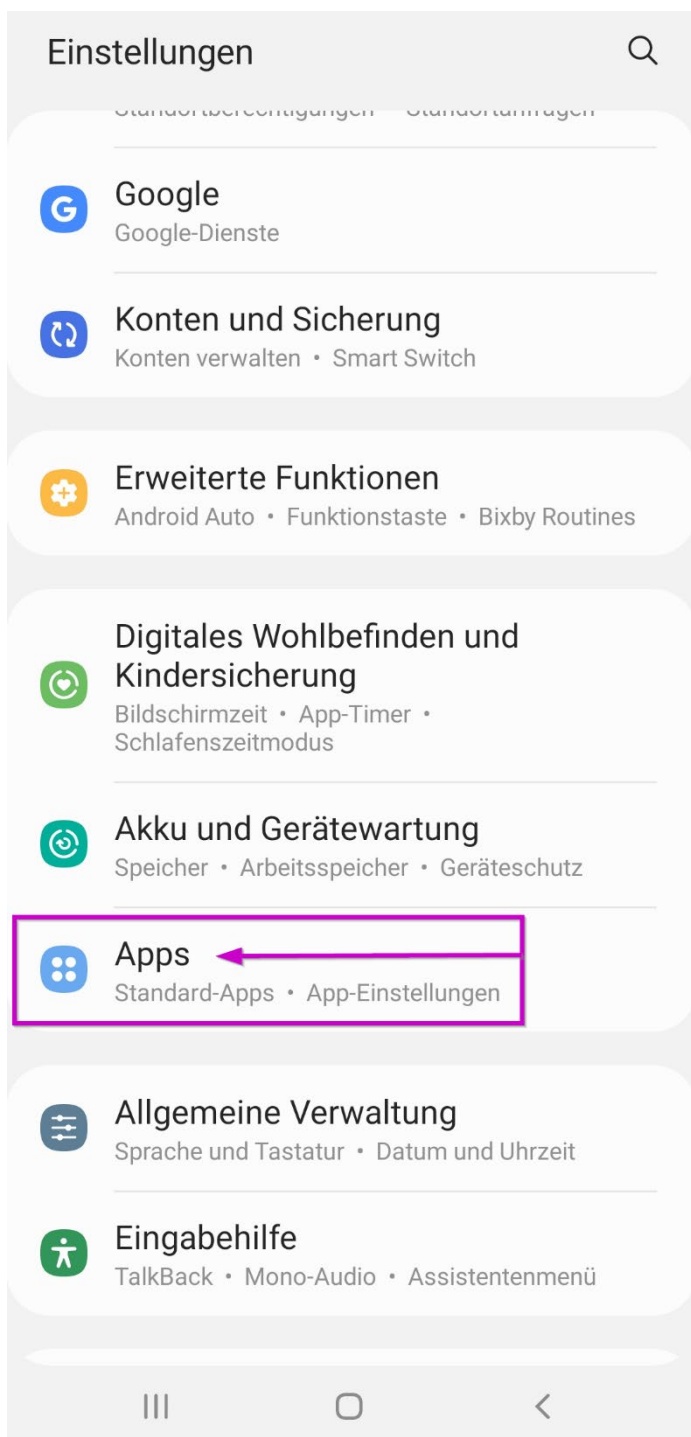 Einstellungen
Standortberechtigungen • Standortanfragen
Google
Google-Dienste
Konten und Sicherung
Konten verwalten • Smart Switch
Erweiterte Funktionen
Android Auto • Funktionstaste • Bixby Routines
Digitales Wohlbefinden und
Kindersicherung
Bildschirmzeit • App-Timer •
Schlafenszeitmodus
Akku und Gerätewartung
Speicher • Arbeitsspeicher • Geräteschutz
Apps
Standard-Apps • App-Einstellungen
Allgemeine Verwaltung
Sprache und Tastatur • Datum und Uhrzeit
Eingabehilfe
TalkBack • Mono-Audio • Assistentenmenü